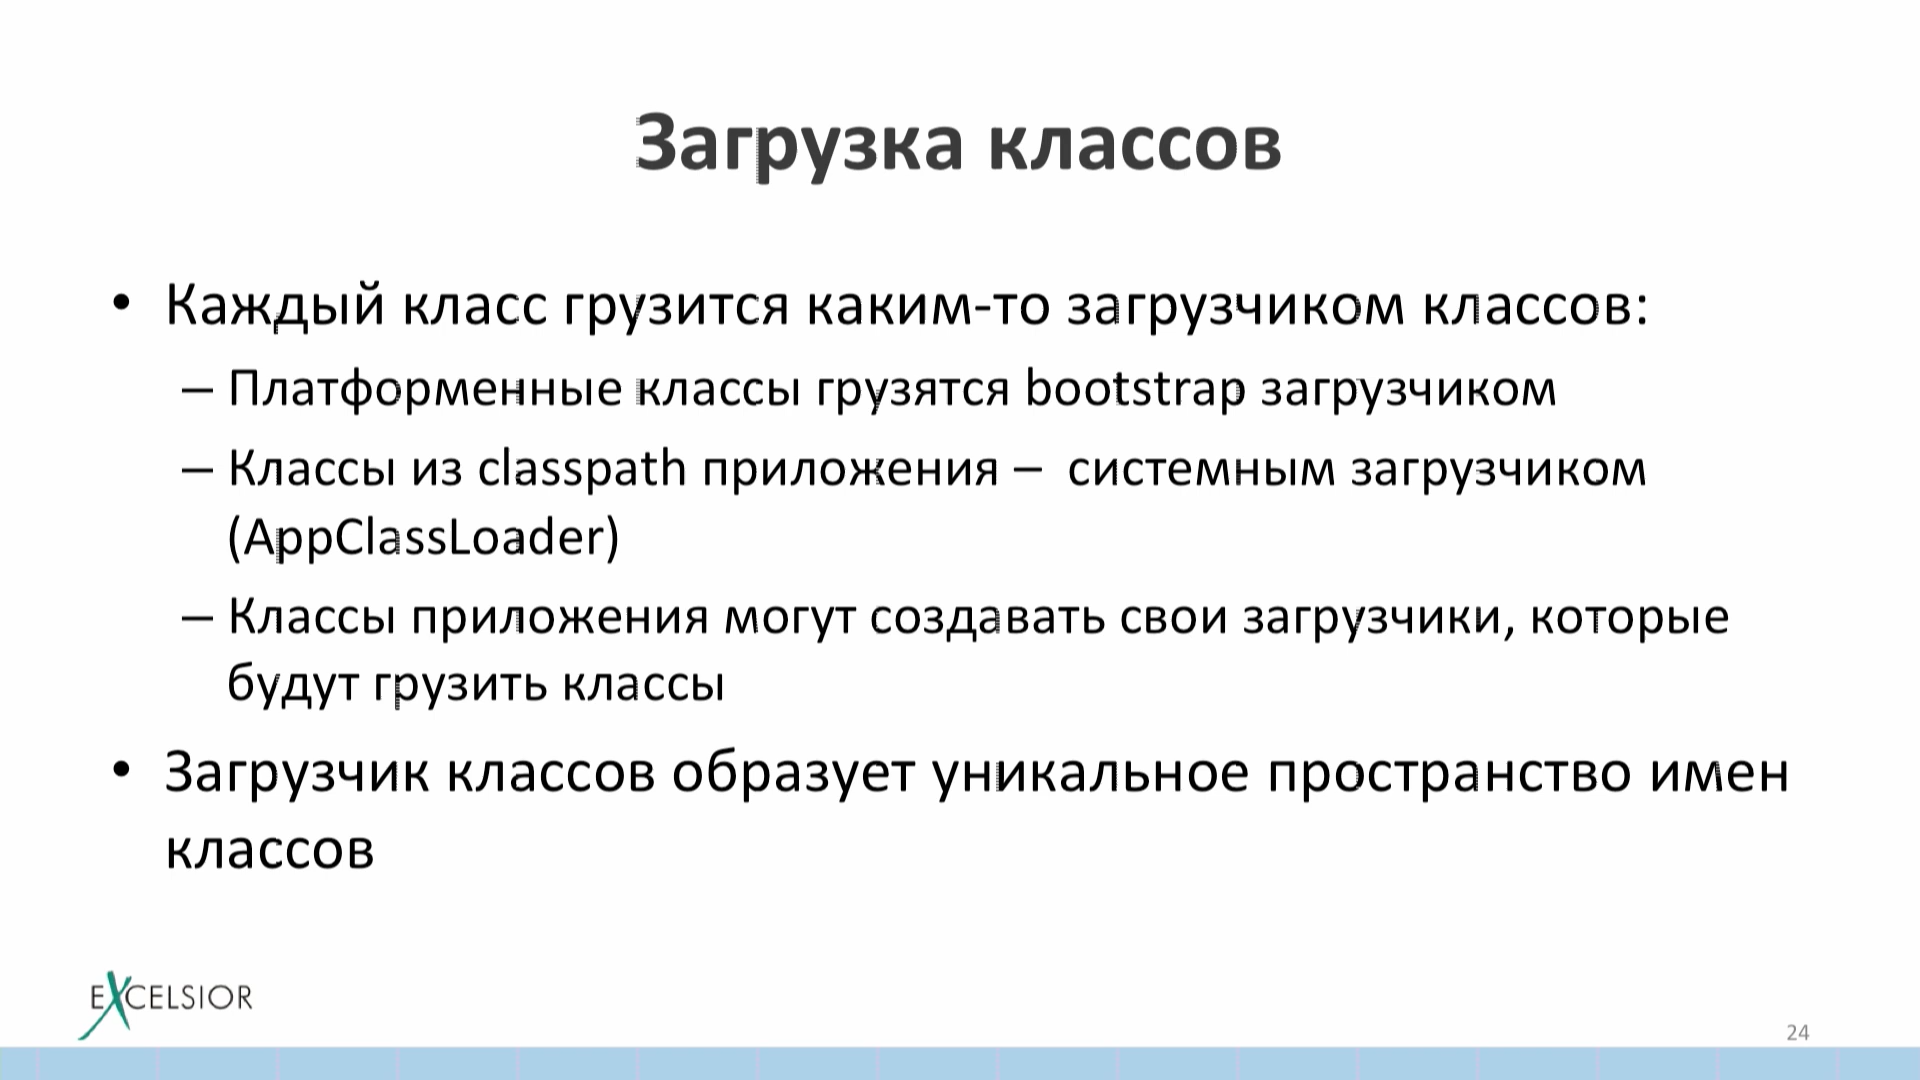 Загрузка классов
• Каждый класс грузится каким-то загрузчиком классов:
– Платформенные классы грузятся bootstrap загрузчиком
– Классы из classpath приложения – системным загрузчиком
(AppClassLoader)
– Классы приложения могут создавать свои загрузчики, которые
будут грузить классы
• Загрузчик классов образует уникальное пространство имен
классов
EXCELSIOR
24